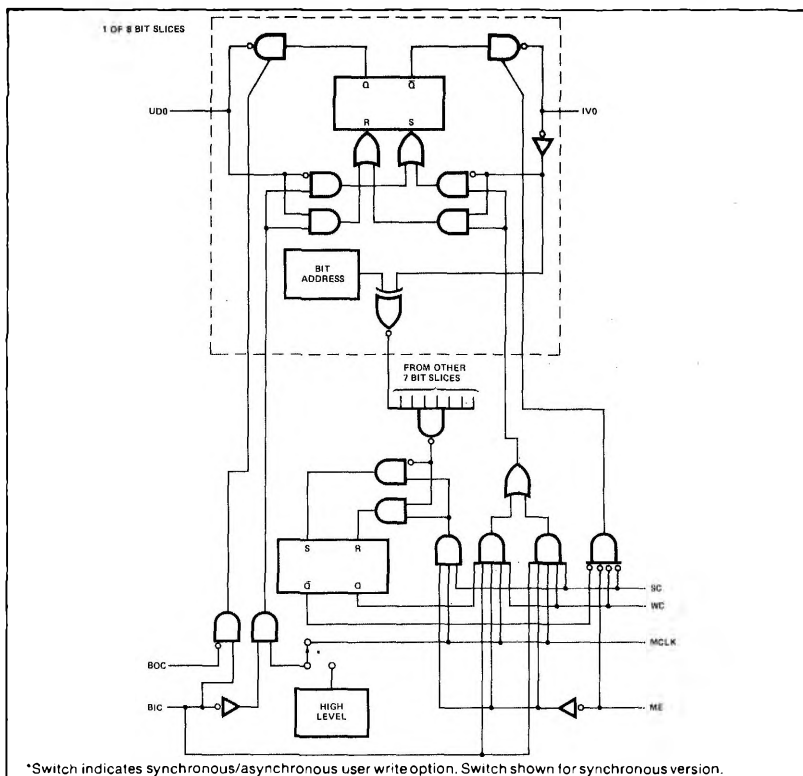 1 OF 8 BIT SLICES
Q
Q̅
UD0
IV0
R
S
BIT
ADDRESS
FROM OTHER
7 BIT SLICES
S
R
Q̅
Q
SC
WC
BOC
*
MCLK
HIGH
LEVEL
BIC
ME
*Switch indicates synchronous/asynchronous user write option. Switch shown for synchronous version.